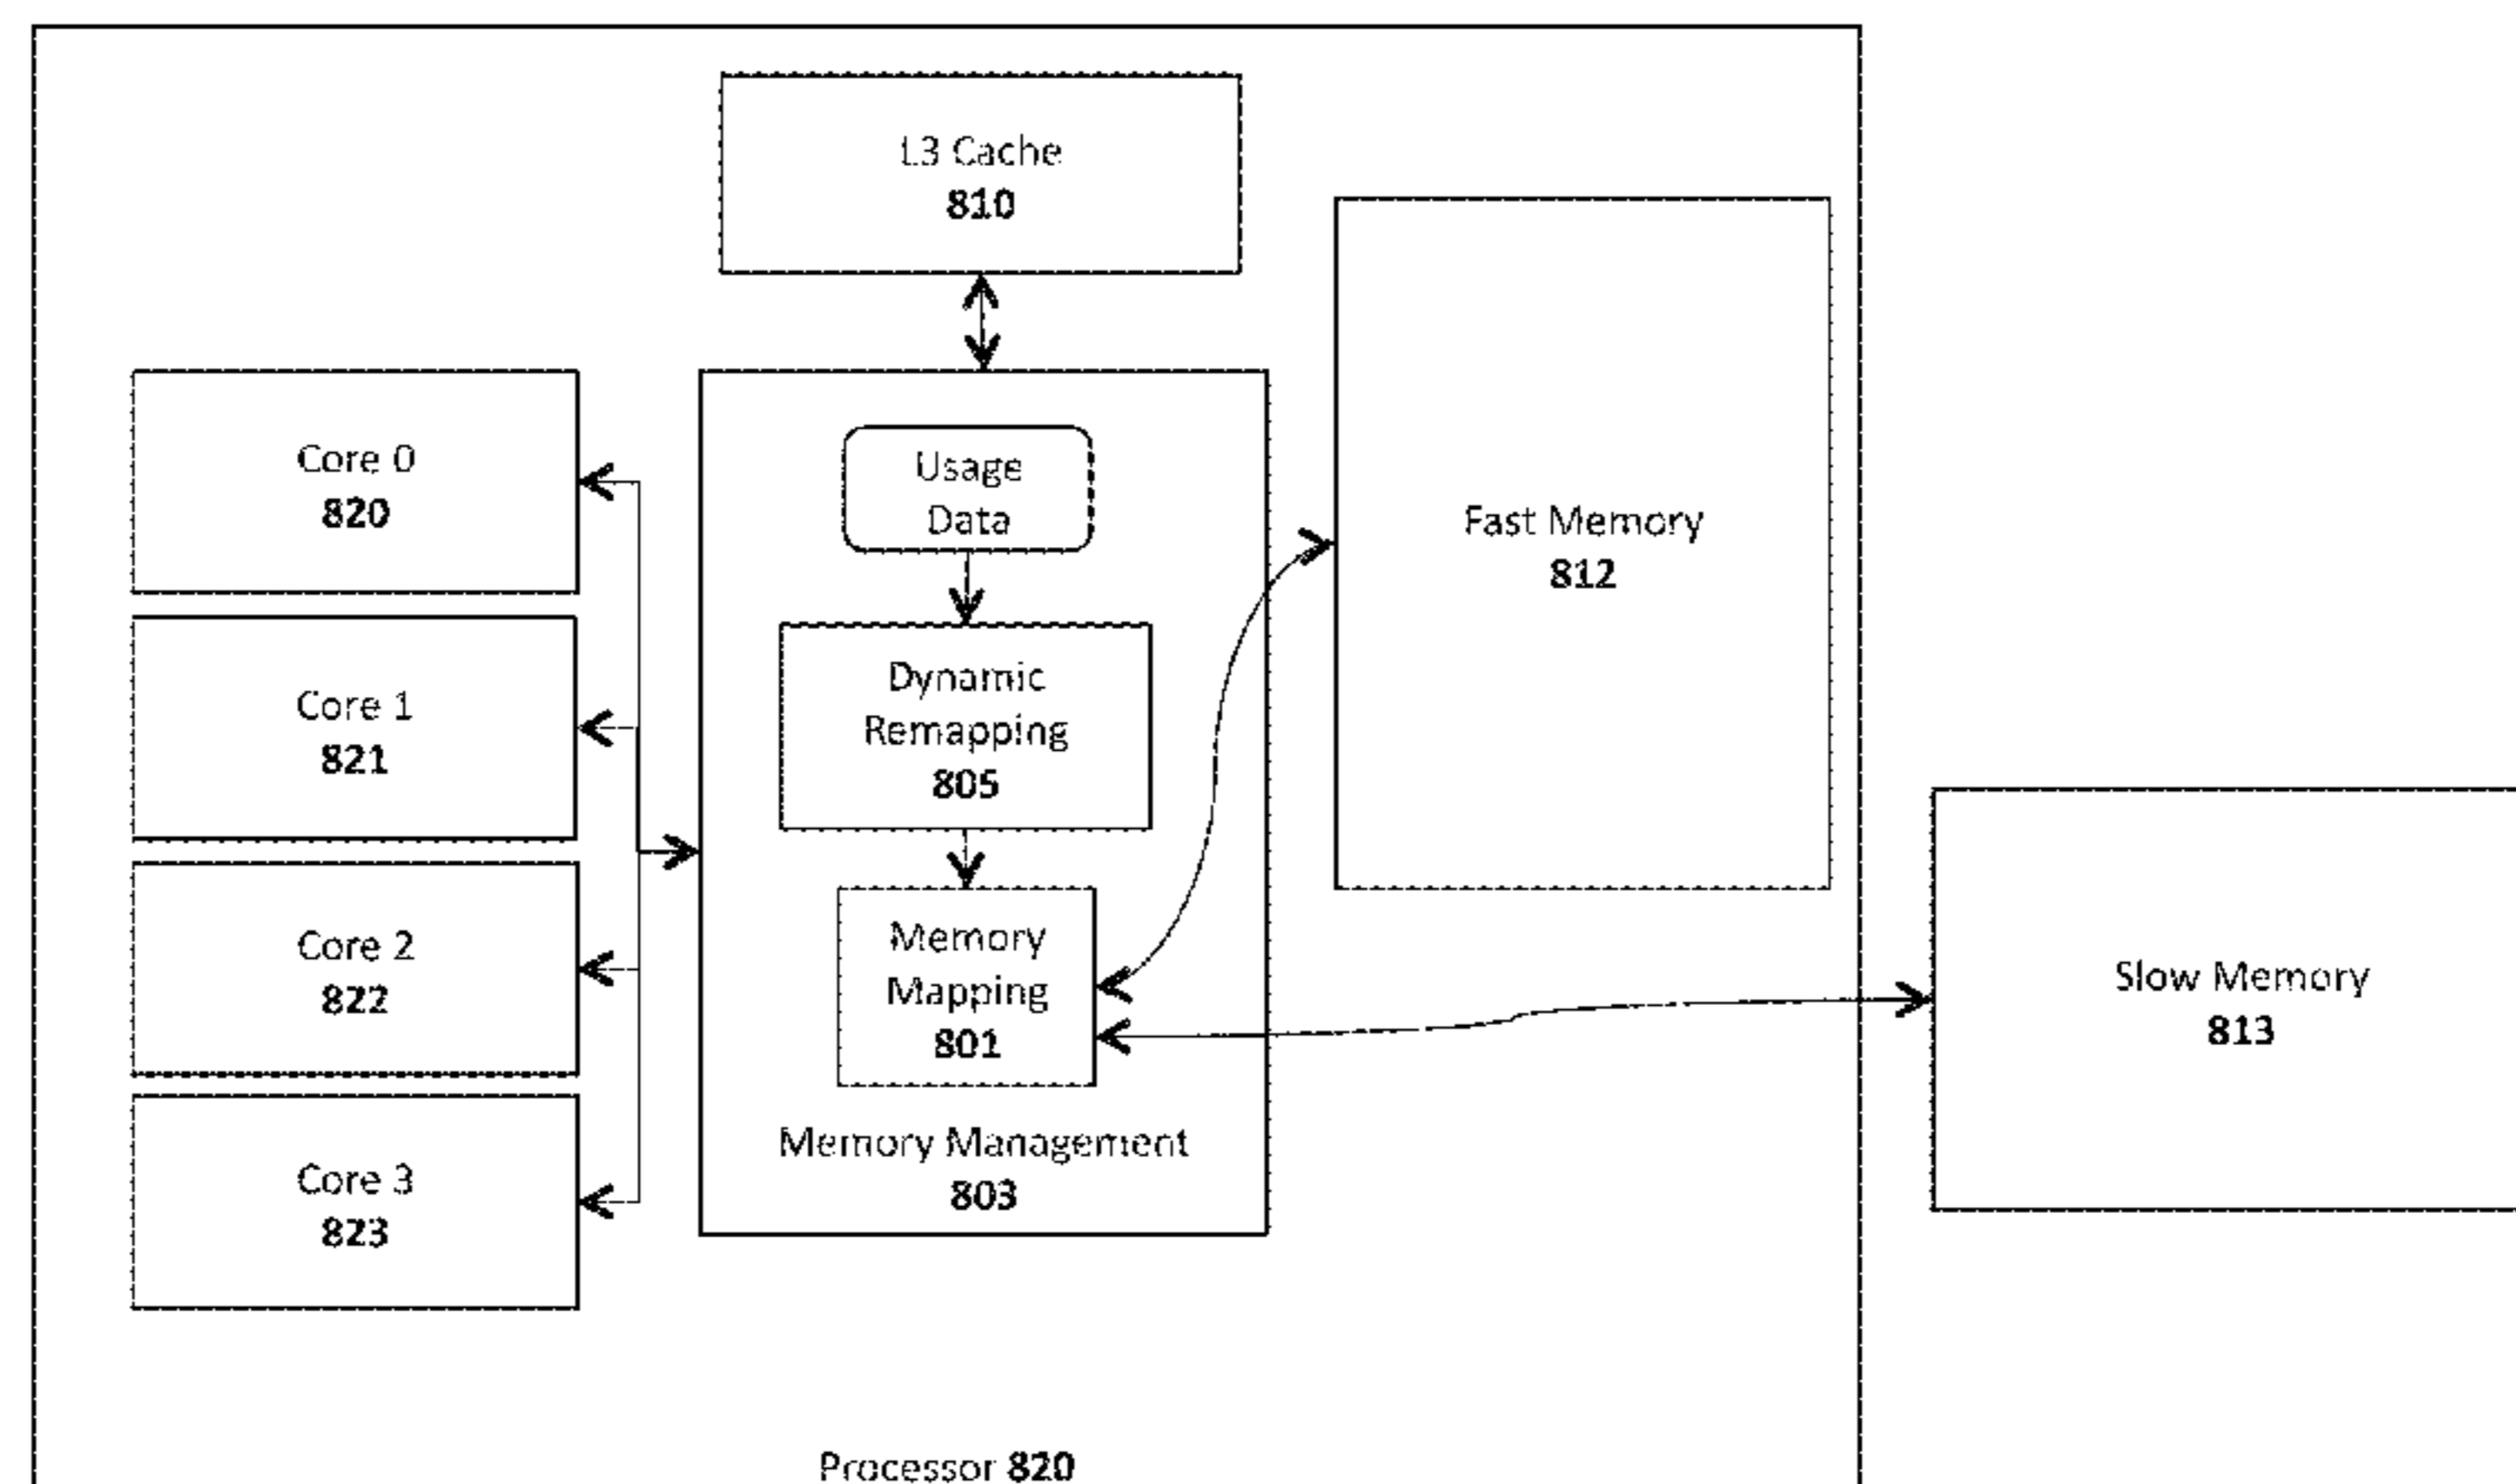 L3 Cache
810
Core 0
820
Core 1
821
Core 2
822
Core 3
823
Usage
Data
Dynamic
Remapping
805
Memory
Mapping
801
Memory Management
803
Fast Memory
812
Slow Memory
813
Processor 820